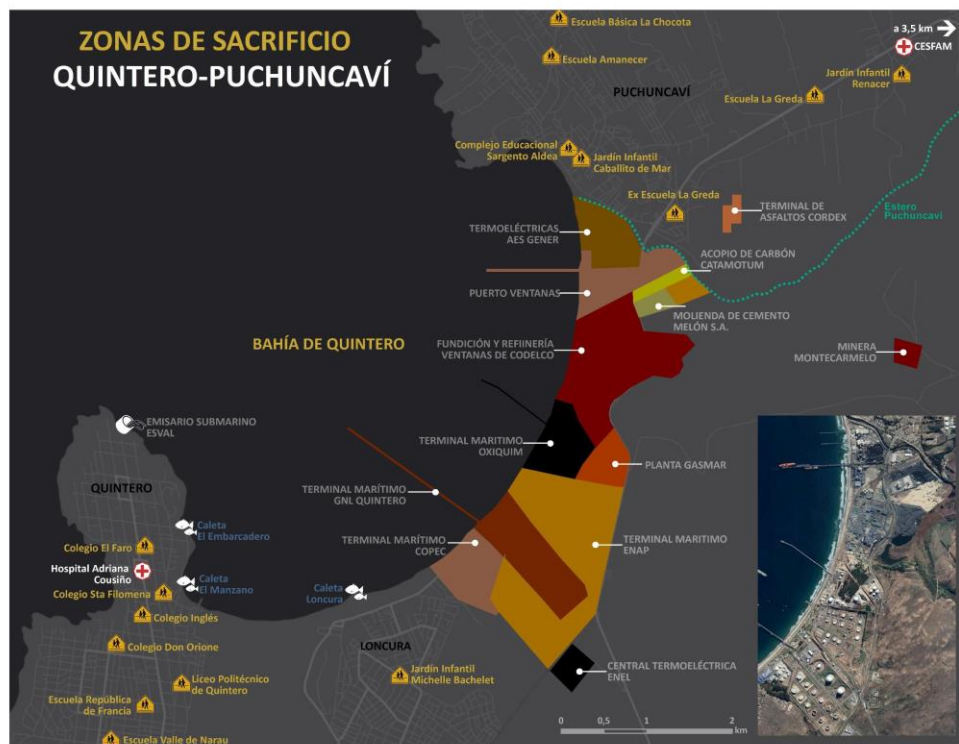 ZONAS DE SACRIFICIO
QUINTERO-PUCHUNCAVÍ
Escuela Básica La Chocota
Escuela Amanecer
a 3,5 km
CESFAM
Jardín Infantil
Renacer
PUCHUNCAVÍ
Escuela La Greda
Complejo Educacional
Sargento Aldea
Jardín Infantil
Caballito de Mar
Ex Escuela La Greda
TERMINAL DE
ASFALTOS CORDEX
Estero
Puchuncaví
TERMOELÉCTRICAS
AES GENER
ACOPIO DE CARBÓN
CATAMOTUM
PUERTO VENTANAS
MOLIENDA DE CEMENTO
MELÓN S.A.
BAHÍA DE QUINTERO
FUNDICIÓN Y REFIINERÍA
VENTANAS DE CODELCO
MINERA
MONTECARMELO
EMISARIO SUBMARINO
ESVAL
TERMINAL MARITIMO
OXIQUIM
PLANTA GASMAR
QUINTERO
TERMINAL MARÍTIMO
GNL QUINTERO
Caleta
El Embarcadero
TERMINAL MARÍTIMO
COPEC
TERMINAL MARITIMO
ENAP
Colegio El Faro
Hospital Adriana
Cousiño
Caleta
El Manzano
Colegio Sta Filomena
Caleta
Loncura
Colegio Inglés
Colegio Don Orione
LONCURA
Jardín Infantil
Michelle Bachelet
CENTRAL TERMOELÉCTRICA
ENEL
Liceo Politécnico
de Quintero
Escuela República
de Francia
Escuela Valle de Narau
0 0,5 1 2
km